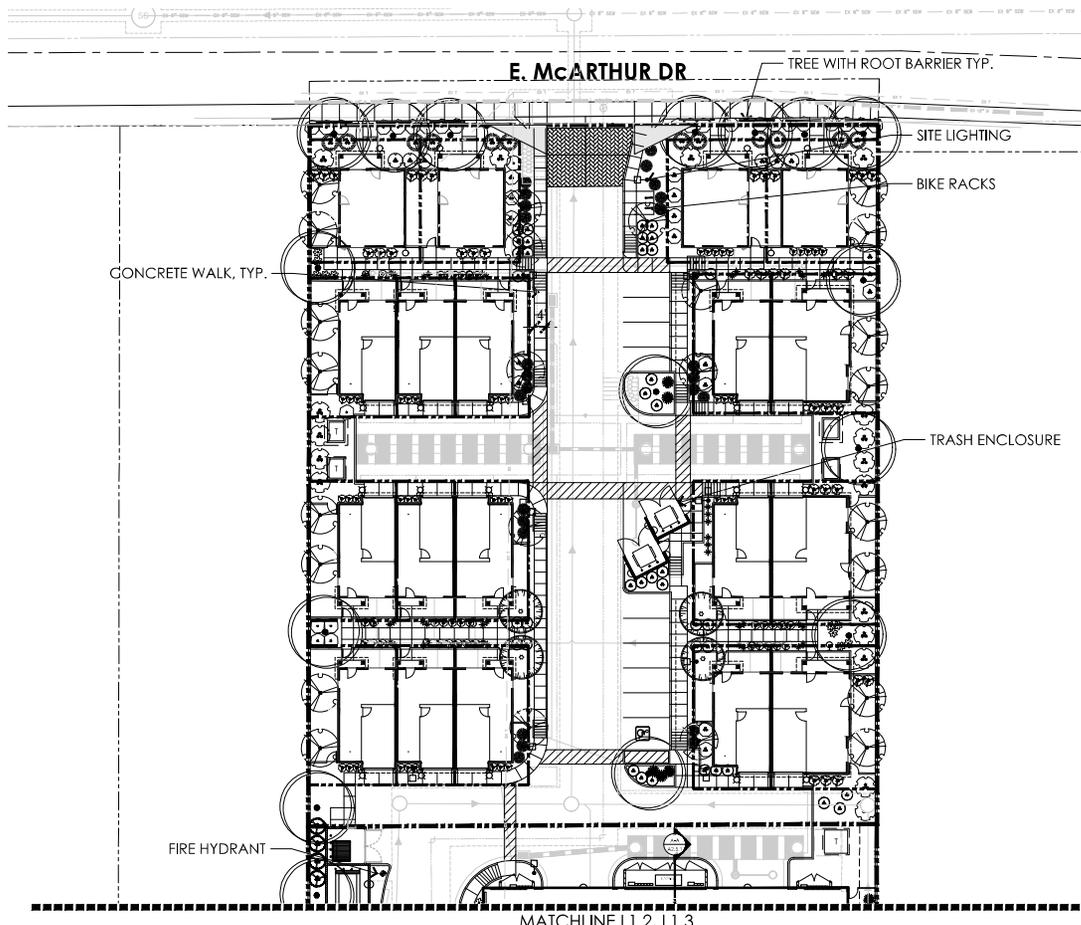 E. McARTHUR DR
TREE WITH ROOT BARRIER TYP.
SITE LIGHTING
BIKE RACKS
CONCRETE WALK, TYP.
4'
TRASH ENCLOSURE
T
T
FIRE HYDRANT
T
MATCHLINE L1.2, L1.3